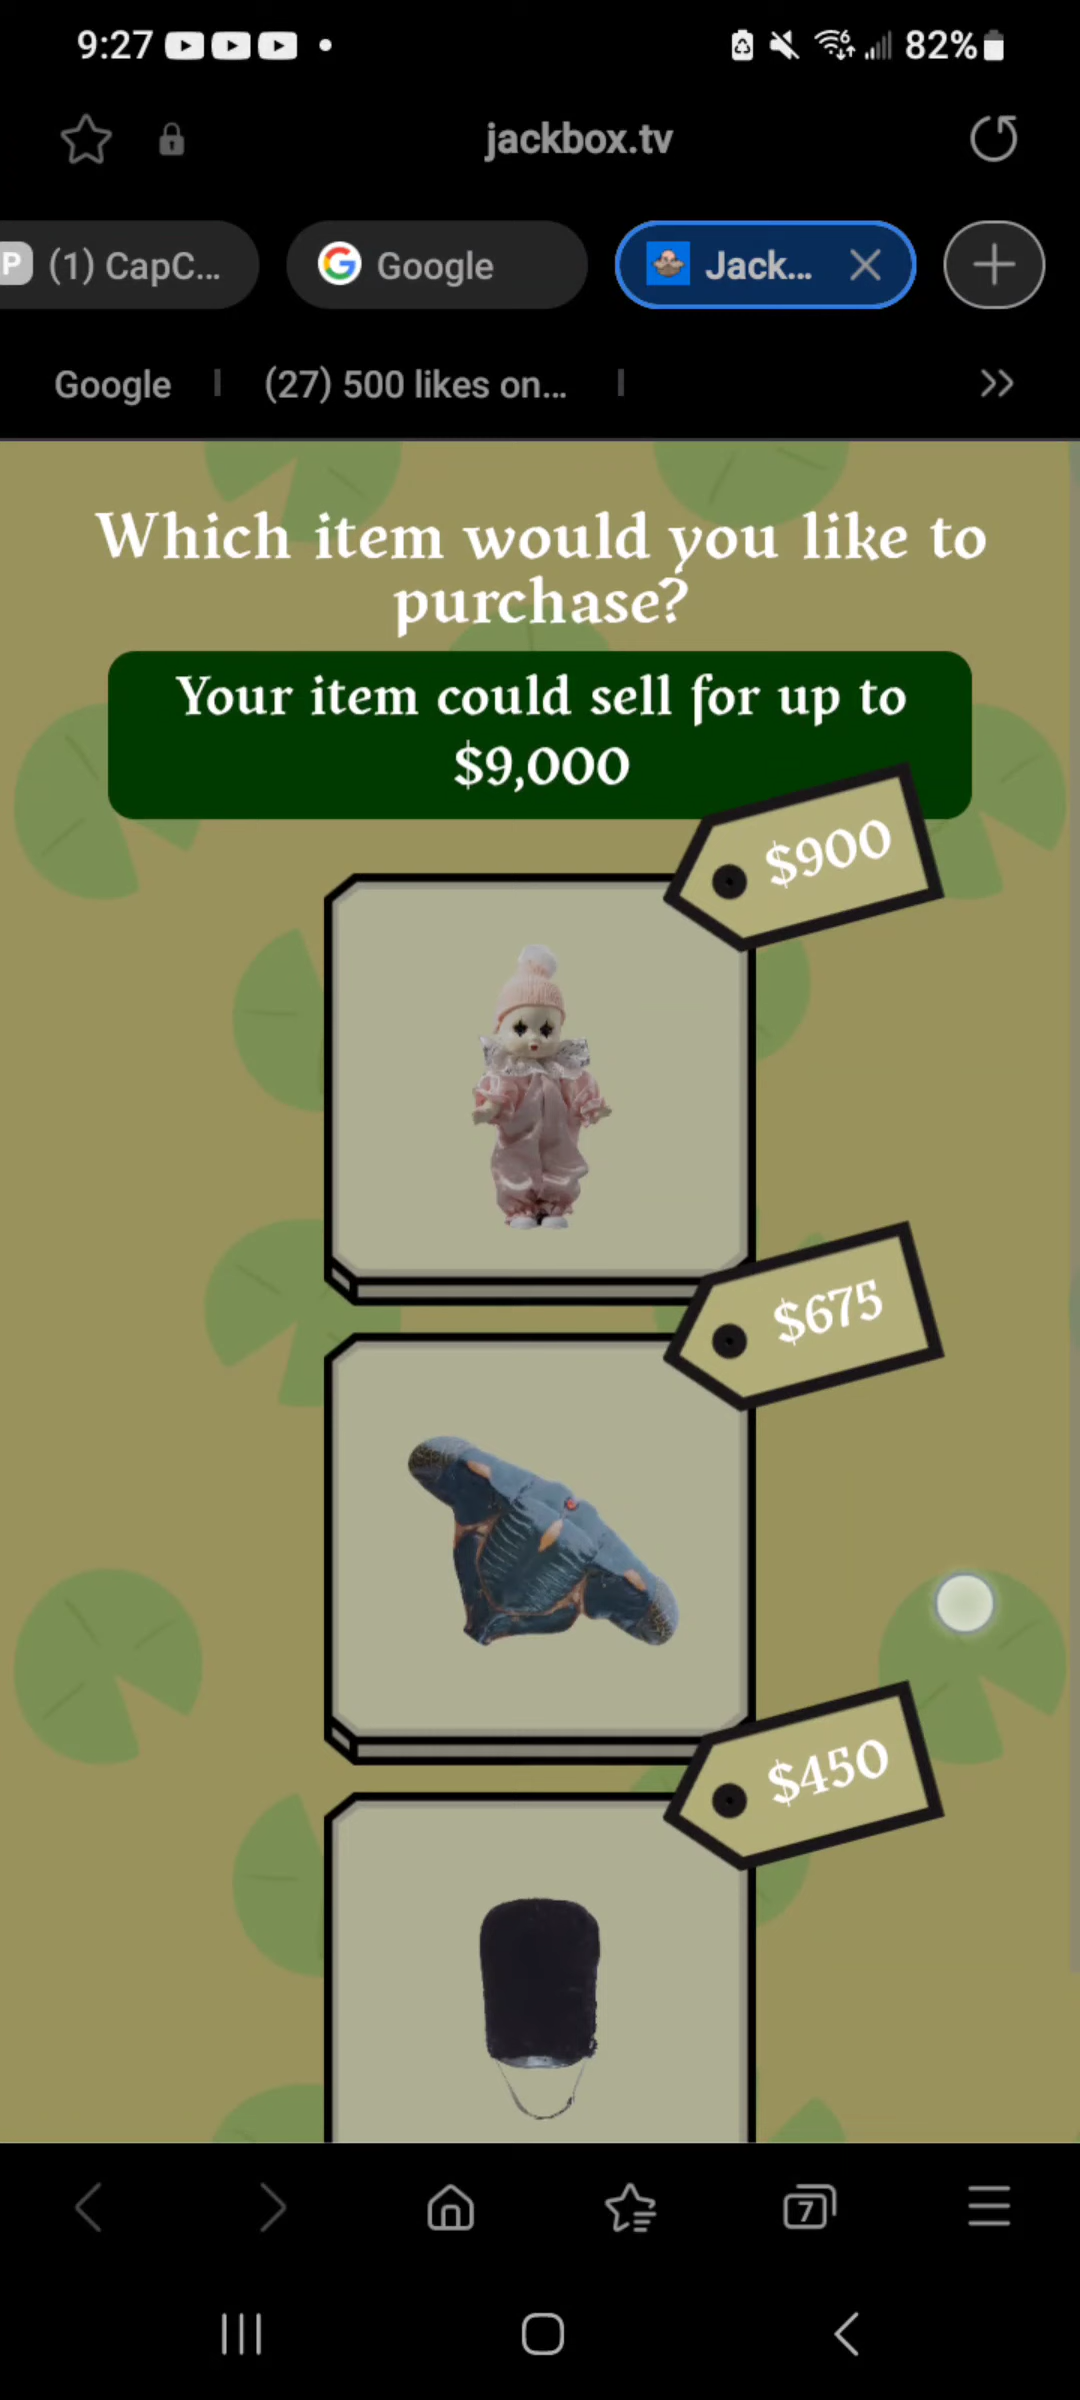 9:27
82%
jackbox.tv
(1) CapC...
Google
Jack...
Google
(27) 500 likes on...
Which item would you like to
purchase?
Your item could sell for up to
$9,000
$900
$675
$450
7